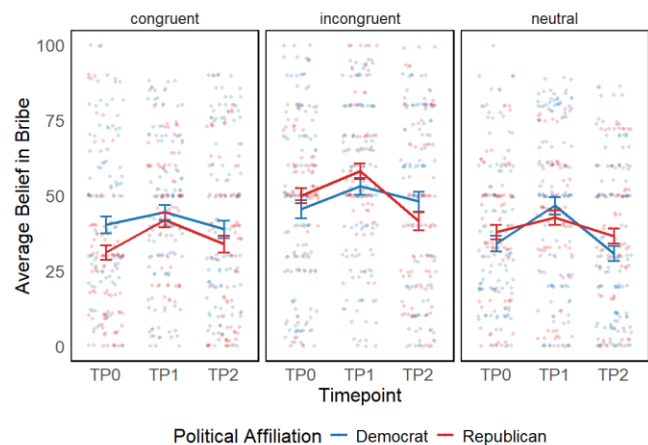 congruent
incongruent
neutral
Average Belief in Bribe
100
75
50
25
0
TP0 TP1 TP2
TP0 TP1 TP2
TP0 TP1 TP2
Timepoint
Political Affiliation Democrat Republican